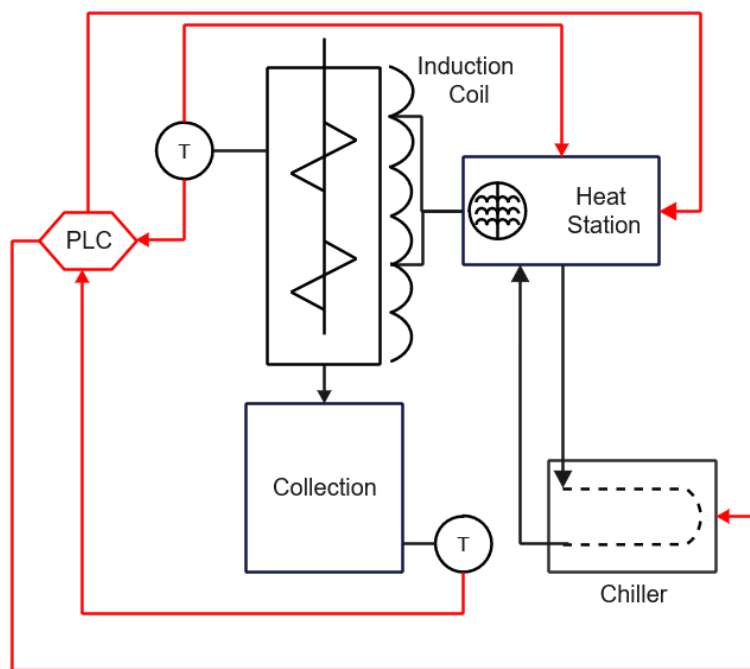 Induction
Coil
T
Heat
Station
PLC
Collection
T
Chiller